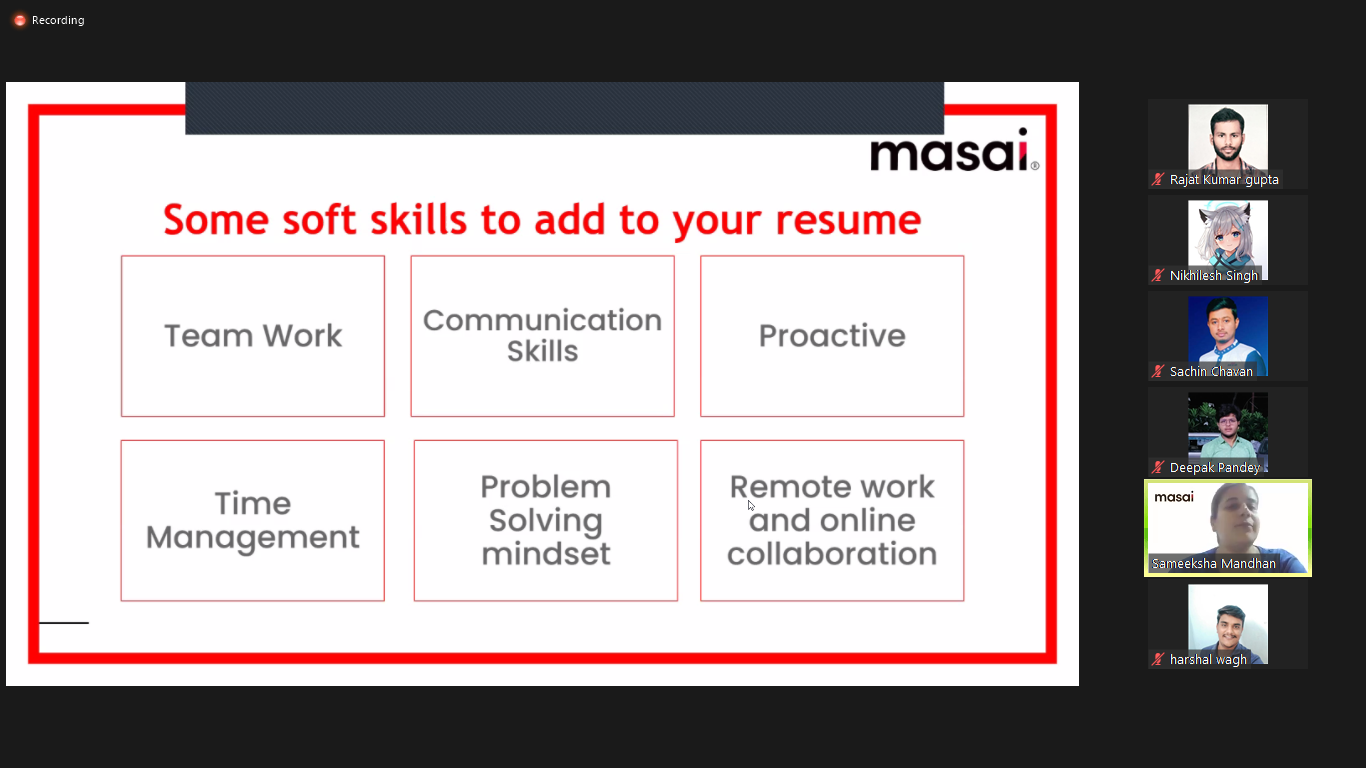 Recording
masai®
Some soft skills to add to your resume
Team Work
Communication
Skills
Proactive
Time
Management
Problem
Solving
mindset
Remote work
and online
collaboration
Rajat Kumar gupta
Nikhilesh Singh
Sachin Chavan
Deepak Pandey
masai
Sameeksha Mandhan
harshal wagh